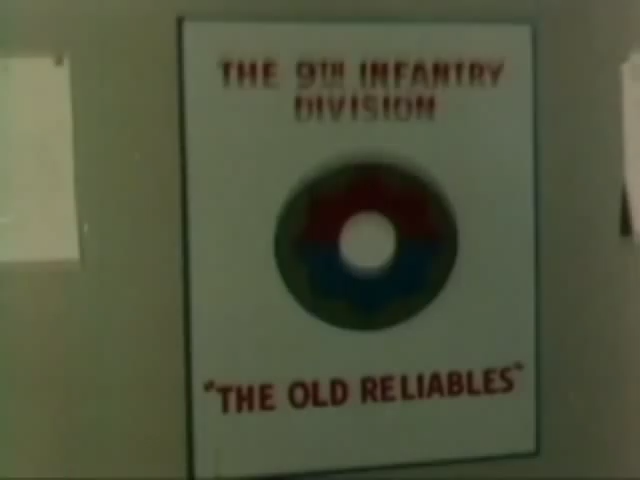 THE 9TH INFANTRY
DIVISION
"THE OLD RELIABLES"